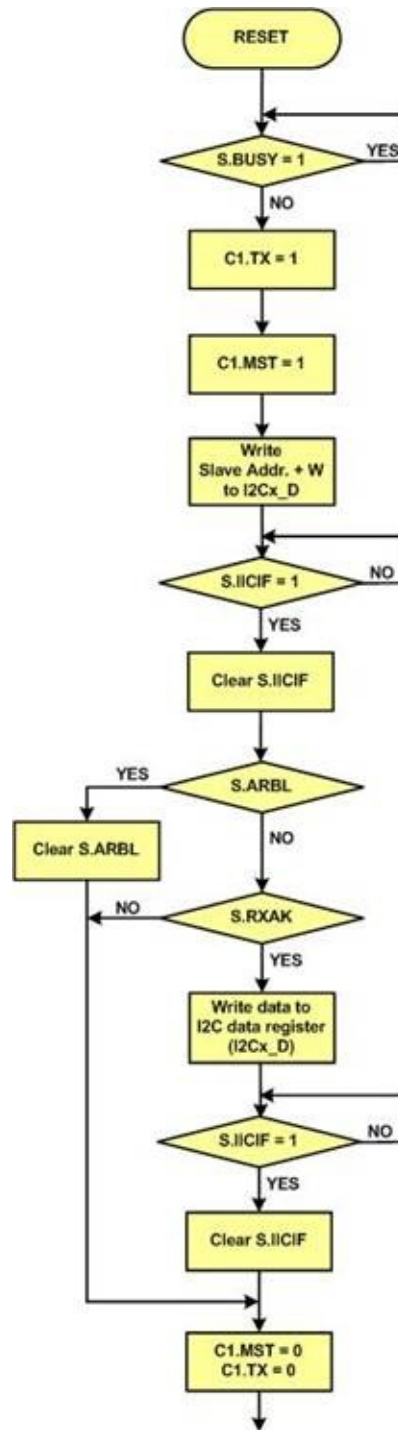 RESET
S.BUSY = 1
YES
NO
C1.TX = 1
C1.MST = 1
Write
Slave Addr. + W
to I2Cx_D
S.IICIF = 1
NO
YES
Clear S.IICIF
YES
S.ARBL
Clear S.ARBL
NO
NO
S.RXAK
YES
Write data to
I2C data register
(I2Cx_D)
S.IICIF = 1
NO
YES
Clear S.IICIF
C1.MST = 0
C1.TX = 0